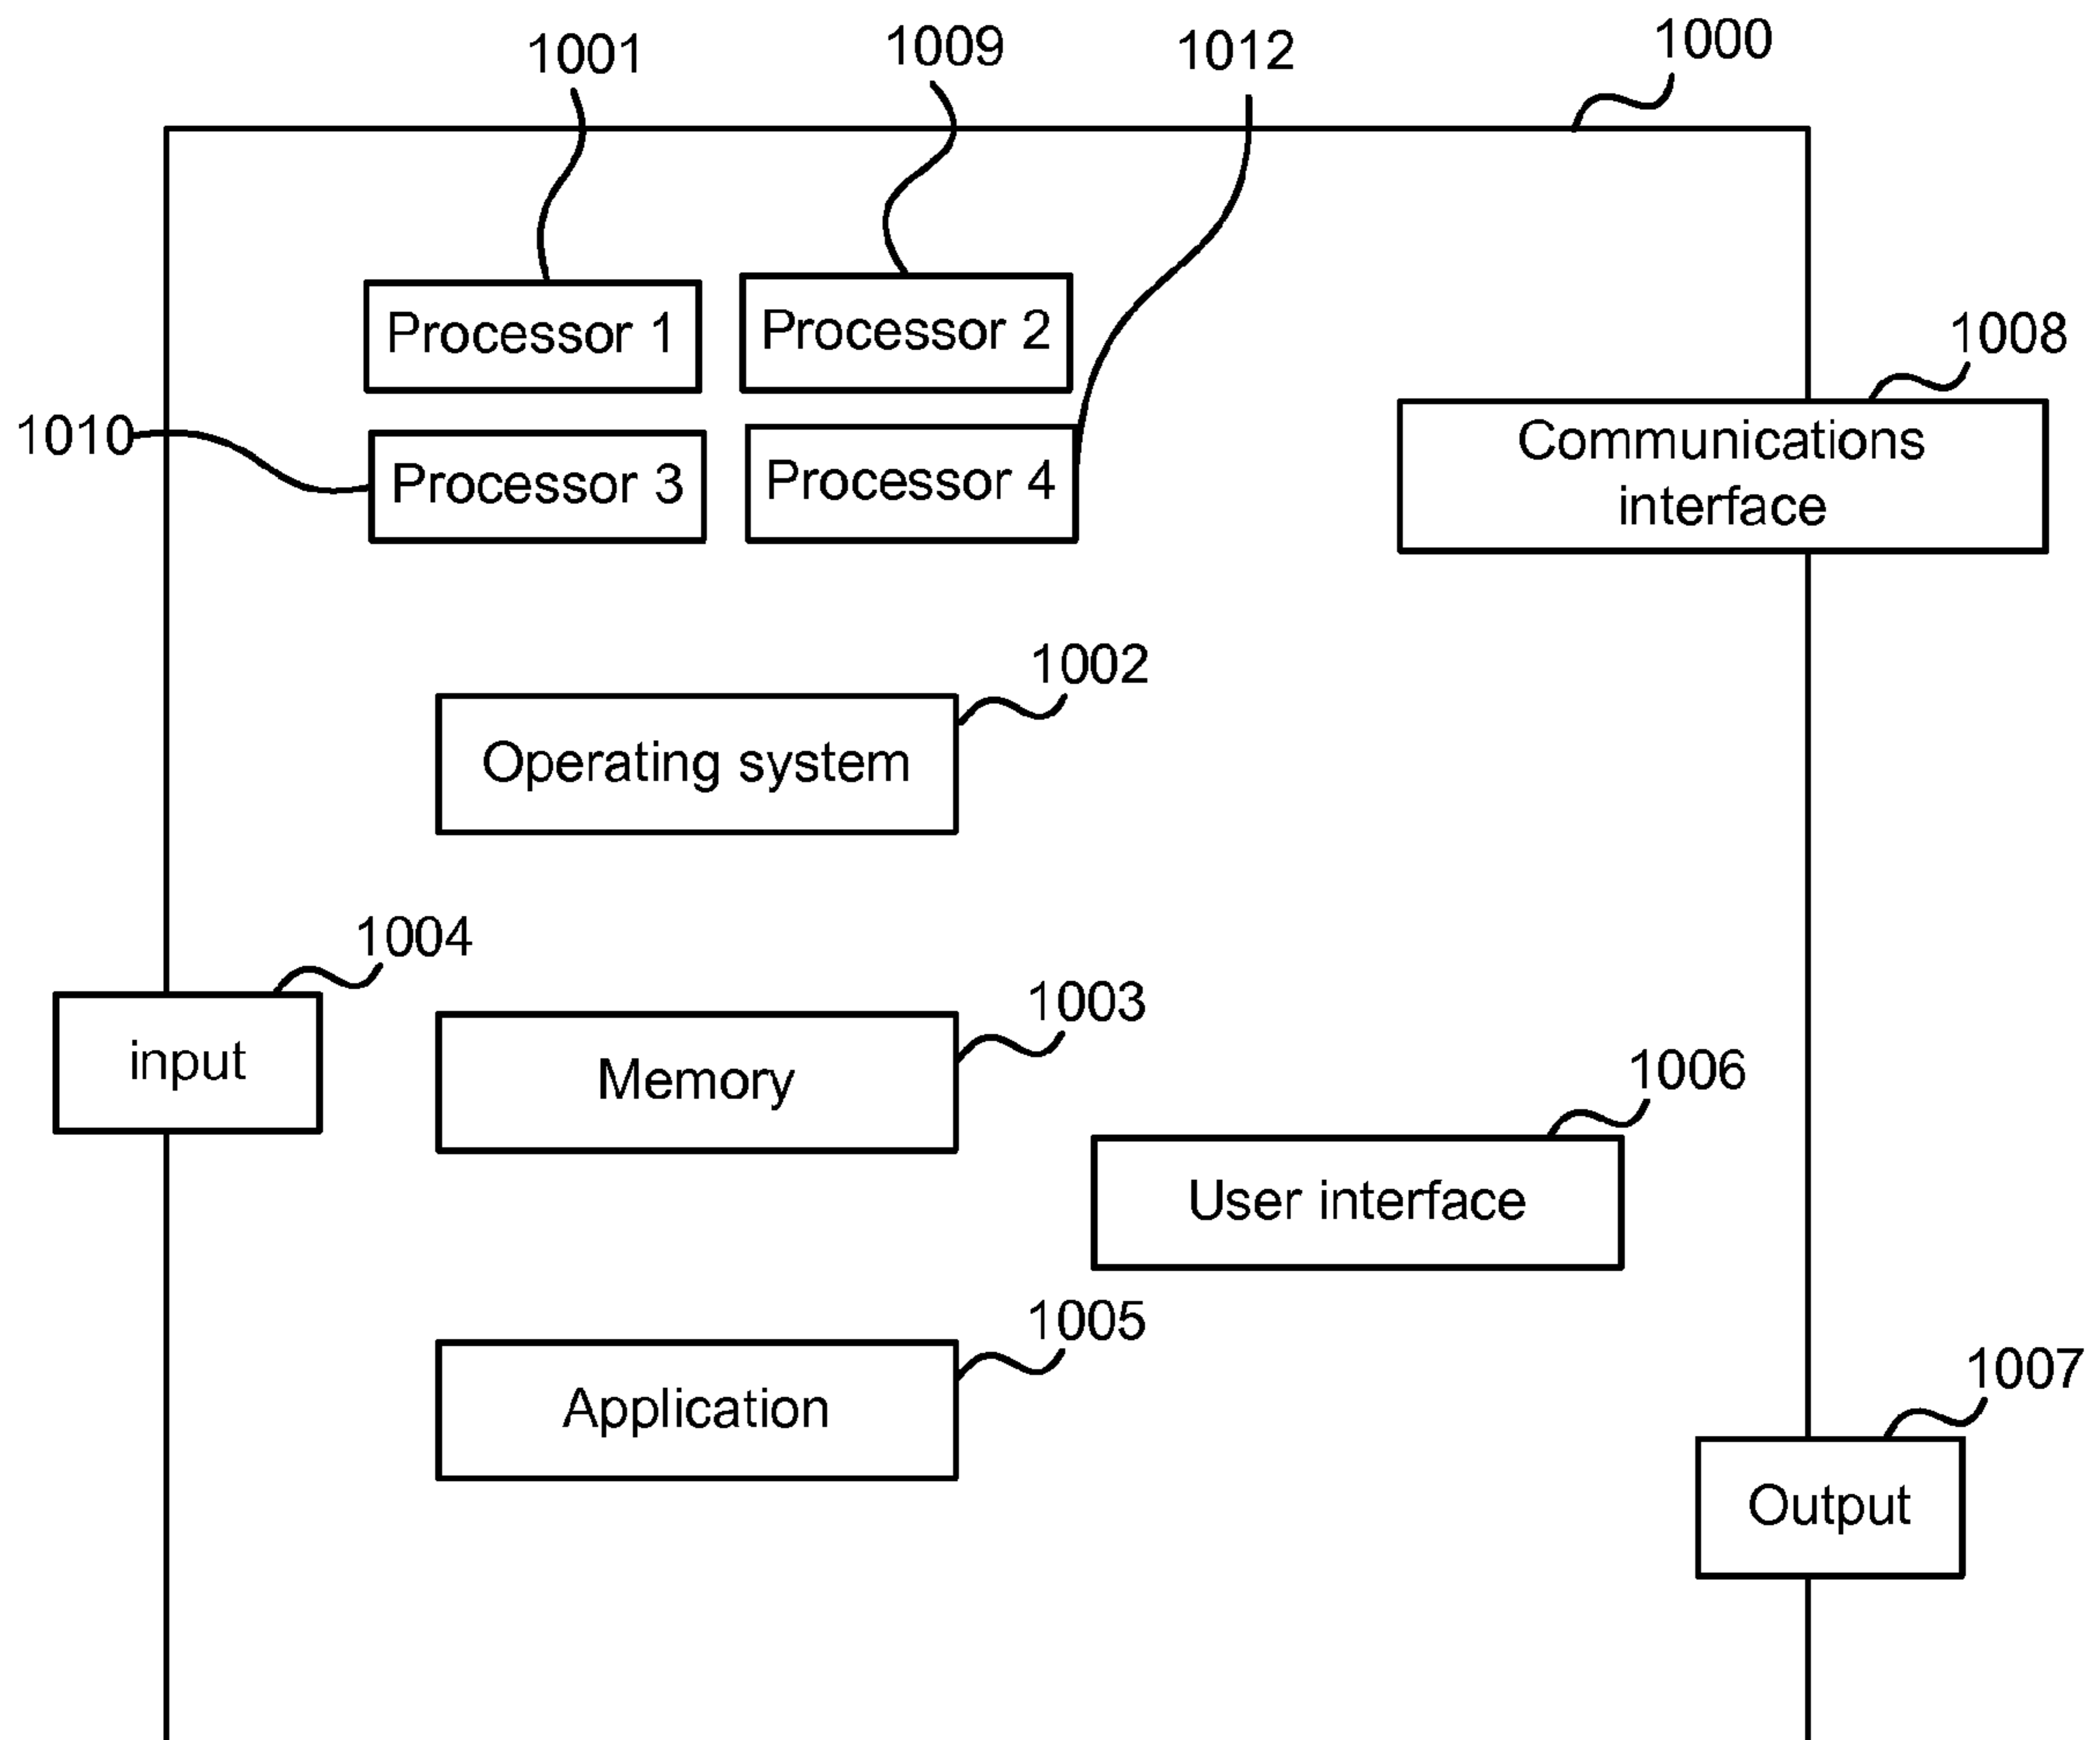 1001
1009
1012
1000
Processor 1
Processor 2
1008
1010
Processor 3
Processor 4
Communications
interface
1002
Operating system
1004
input
1003
Memory
1006
User interface
1005
Application
1007
Output